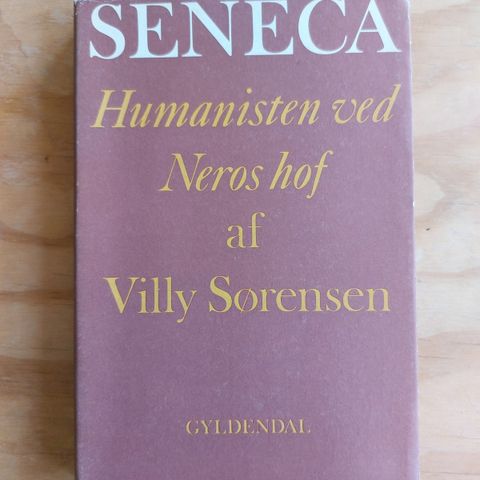 SENECA
Humanisten ved
Neros hof
af
Villy Sørensen
GYLDENDAL